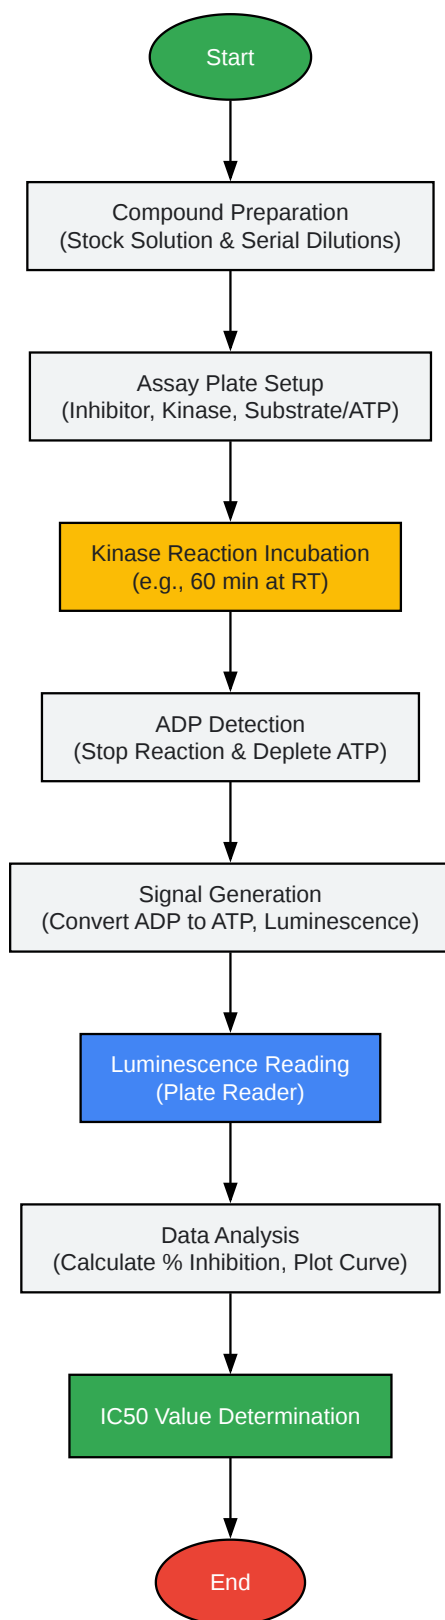 Start
Compound Preparation
(Stock Solution & Serial Dilutions)
Assay Plate Setup
(Inhibitor, Kinase, Substrate/ATP)
Kinase Reaction Incubation
(e.g., 60 min at RT)
ADP Detection
(Stop Reaction & Deplete ATP)
Signal Generation
(Convert ADP to ATP, Luminescence)
Luminescence Reading
(Plate Reader)
Data Analysis
(Calculate % Inhibition, Plot Curve)
IC50 Value Determination
End